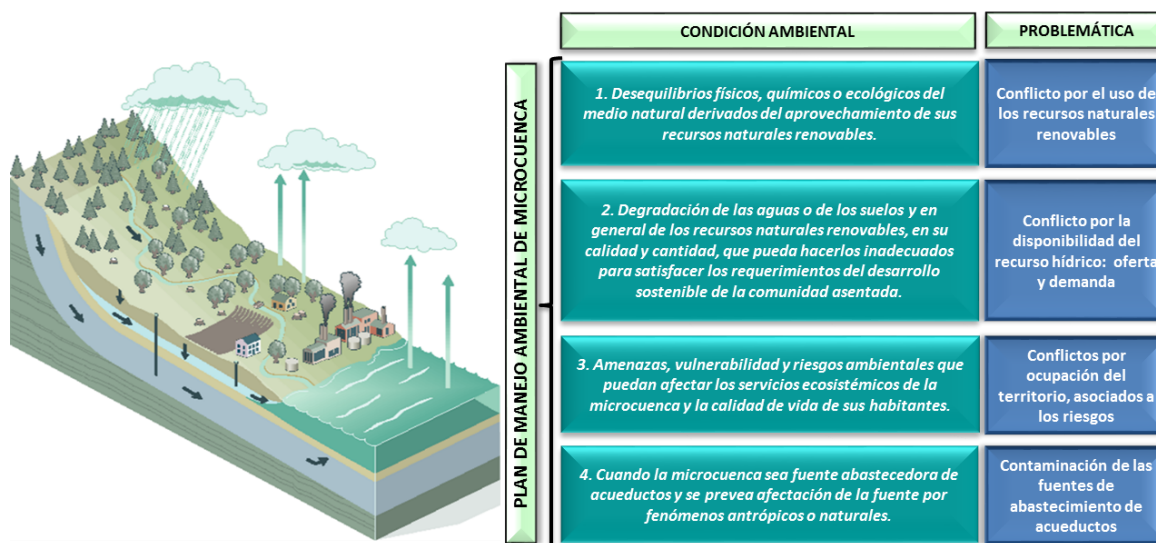 CONDICIÓN AMBIENTAL
PROBLEMÁTICA
PLAN DE MANEJO AMBIENTAL DE MICROCUENCA
1. Desequilibrios físicos, químicos o ecológicos del
medio natural derivados del aprovechamiento de sus
recursos naturales renovables.
Conflicto por el uso de
los recursos naturales
renovables
2. Degradación de las aguas o de los suelos y en
general de los recursos naturales renovables, en su
calidad y cantidad, que pueda hacerlos inadecuados
para satisfacer los requerimientos del desarrollo
sostenible de la comunidad asentada.
Conflicto por la
disponibilidad del
recurso hídrico: oferta
y demanda
3. Amenazas, vulnerabilidad y riesgos ambientales que
puedan afectar los servicios ecosistémicos de la
microcuenca y la calidad de vida de sus habitantes.
Conflictos por
ocupación del
territorio, asociados a
los riesgos
4. Cuando la microcuenca sea fuente abastecedora de
acueductos y se prevea afectación de la fuente por
fenómenos antrópicos o naturales.
Contaminación de las
fuentes de
abastecimiento de
acueductos